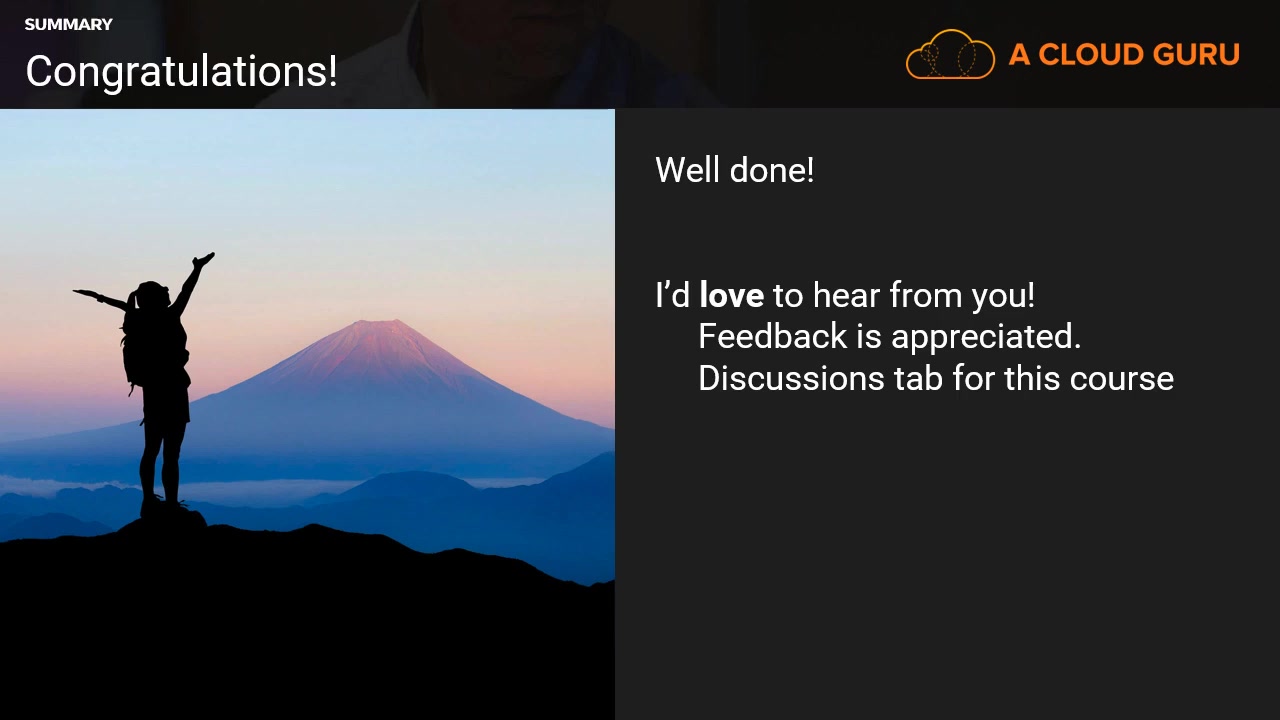 SUMMARY
Congratulations!
A CLOUD GURU
Well done!
I’d love to hear from you!
Feedback is appreciated.
Discussions tab for this course